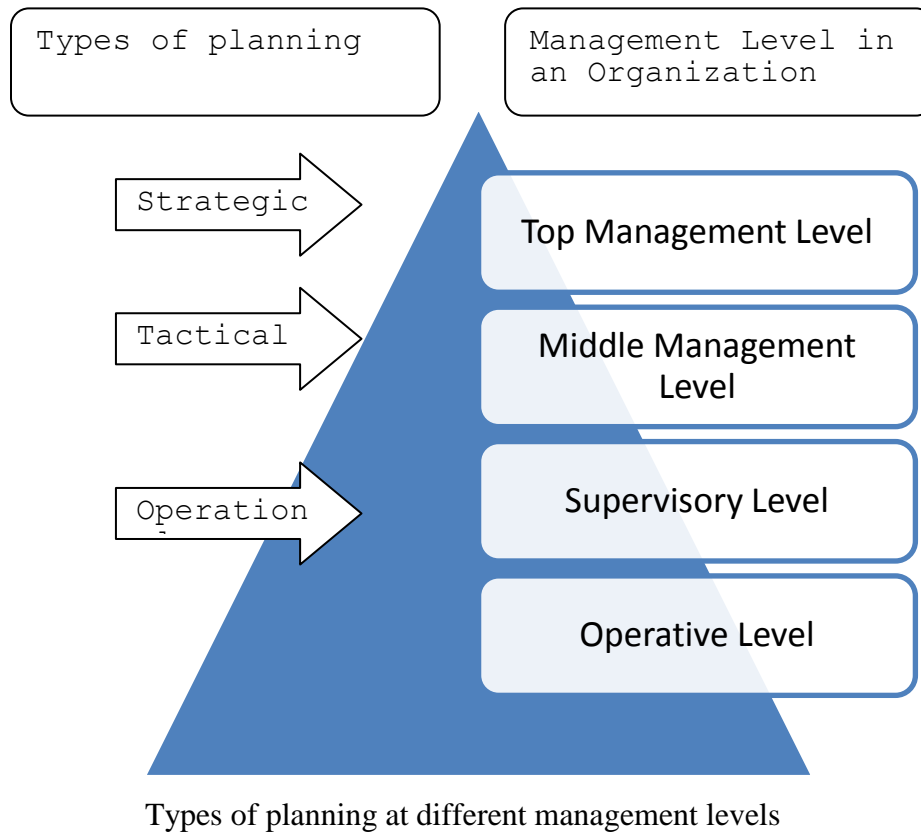 Types of planning
Management Level in
an Organization
Strategic
Top Management Level
Tactical
Middle Management
Level
Operation
Supervisory Level
Operative Level
Types of planning at different management levels